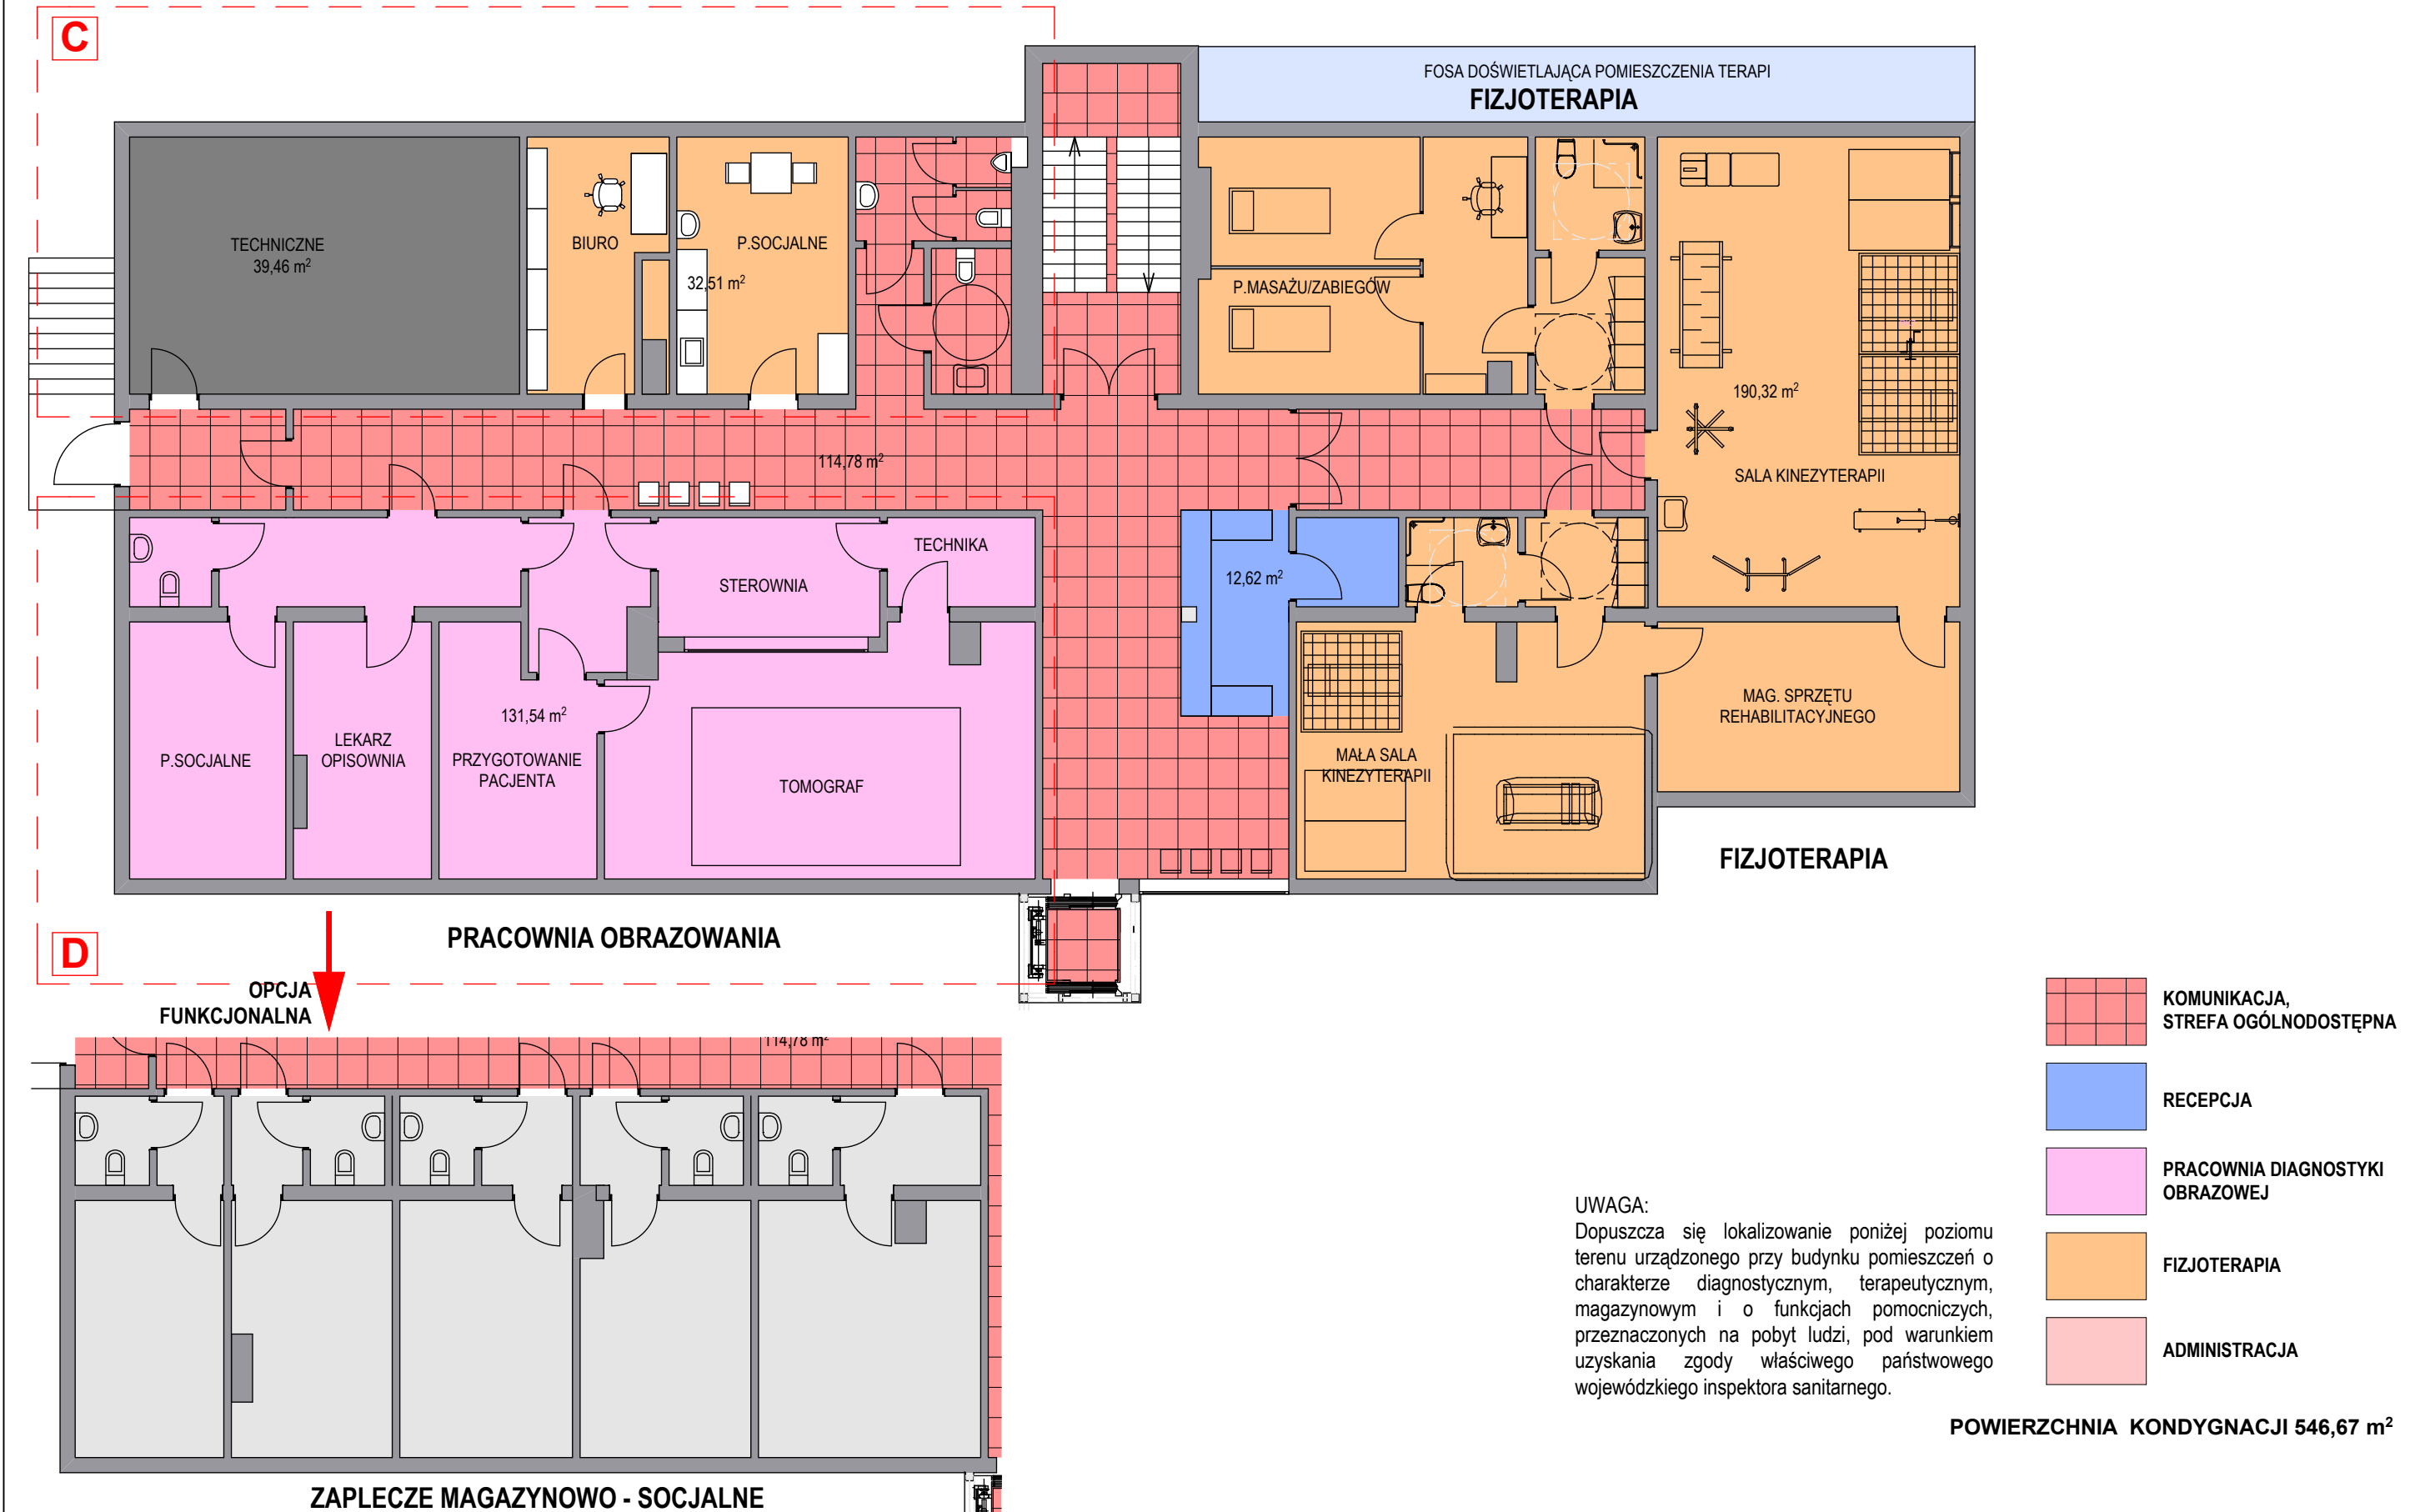 C
FOSA DOŚWIETLAJĄCA POMIESZCZENIA TERAPI
FIZJOTERAPIA
TECHNICZNE
39,46 m²
BIURO
P.SOCJALNE
32,51 m²
P.MASAŻU/ZABIEGÓW
190,32 m²
SALA KINEZYTERAPII
114,78 m²
TECHNIKA
STEROWNIA
12,62 m²
131,54 m²
P.SOCJALNE
LEKARZ
OPISOWNIA
PRZYGOTOWANIE
PACJENTA
TOMOGRAF
MAŁA SALA
KINEZYTERAPII
MAG. SPRZĘTU
REHABILITACYJNEGO
FIZJOTERAPIA
D
PRACOWNIA OBRAZOWANIA
OPCJA
FUNKCJONALNA
114,78 m²
ZAPLECZE MAGAZYNOWO - SOCJALNE
UWAGA:
Dopuszcza się lokalizowanie poniżej poziomu
terenu urządzonego przy budynku pomieszczeń o
charakterze diagnostycznym, terapeutycznym,
magazynowym i o funkcjach pomocniczych,
przeznaczonych na pobyt ludzi, pod warunkiem
uzyskania zgody właściwego państwowego
wojewódzkiego inspektora sanitarnego.
KOMUNIKACJA,
STREFA OGÓLNODOSTĘPNA
RECEPCJA
PRACOWNIA DIAGNOSTYKI
OBRAZOWEJ
FIZJOTERAPIA
ADMINISTRACJA
POWIERZCHNIA KONDYGNACJI 546,67 m²